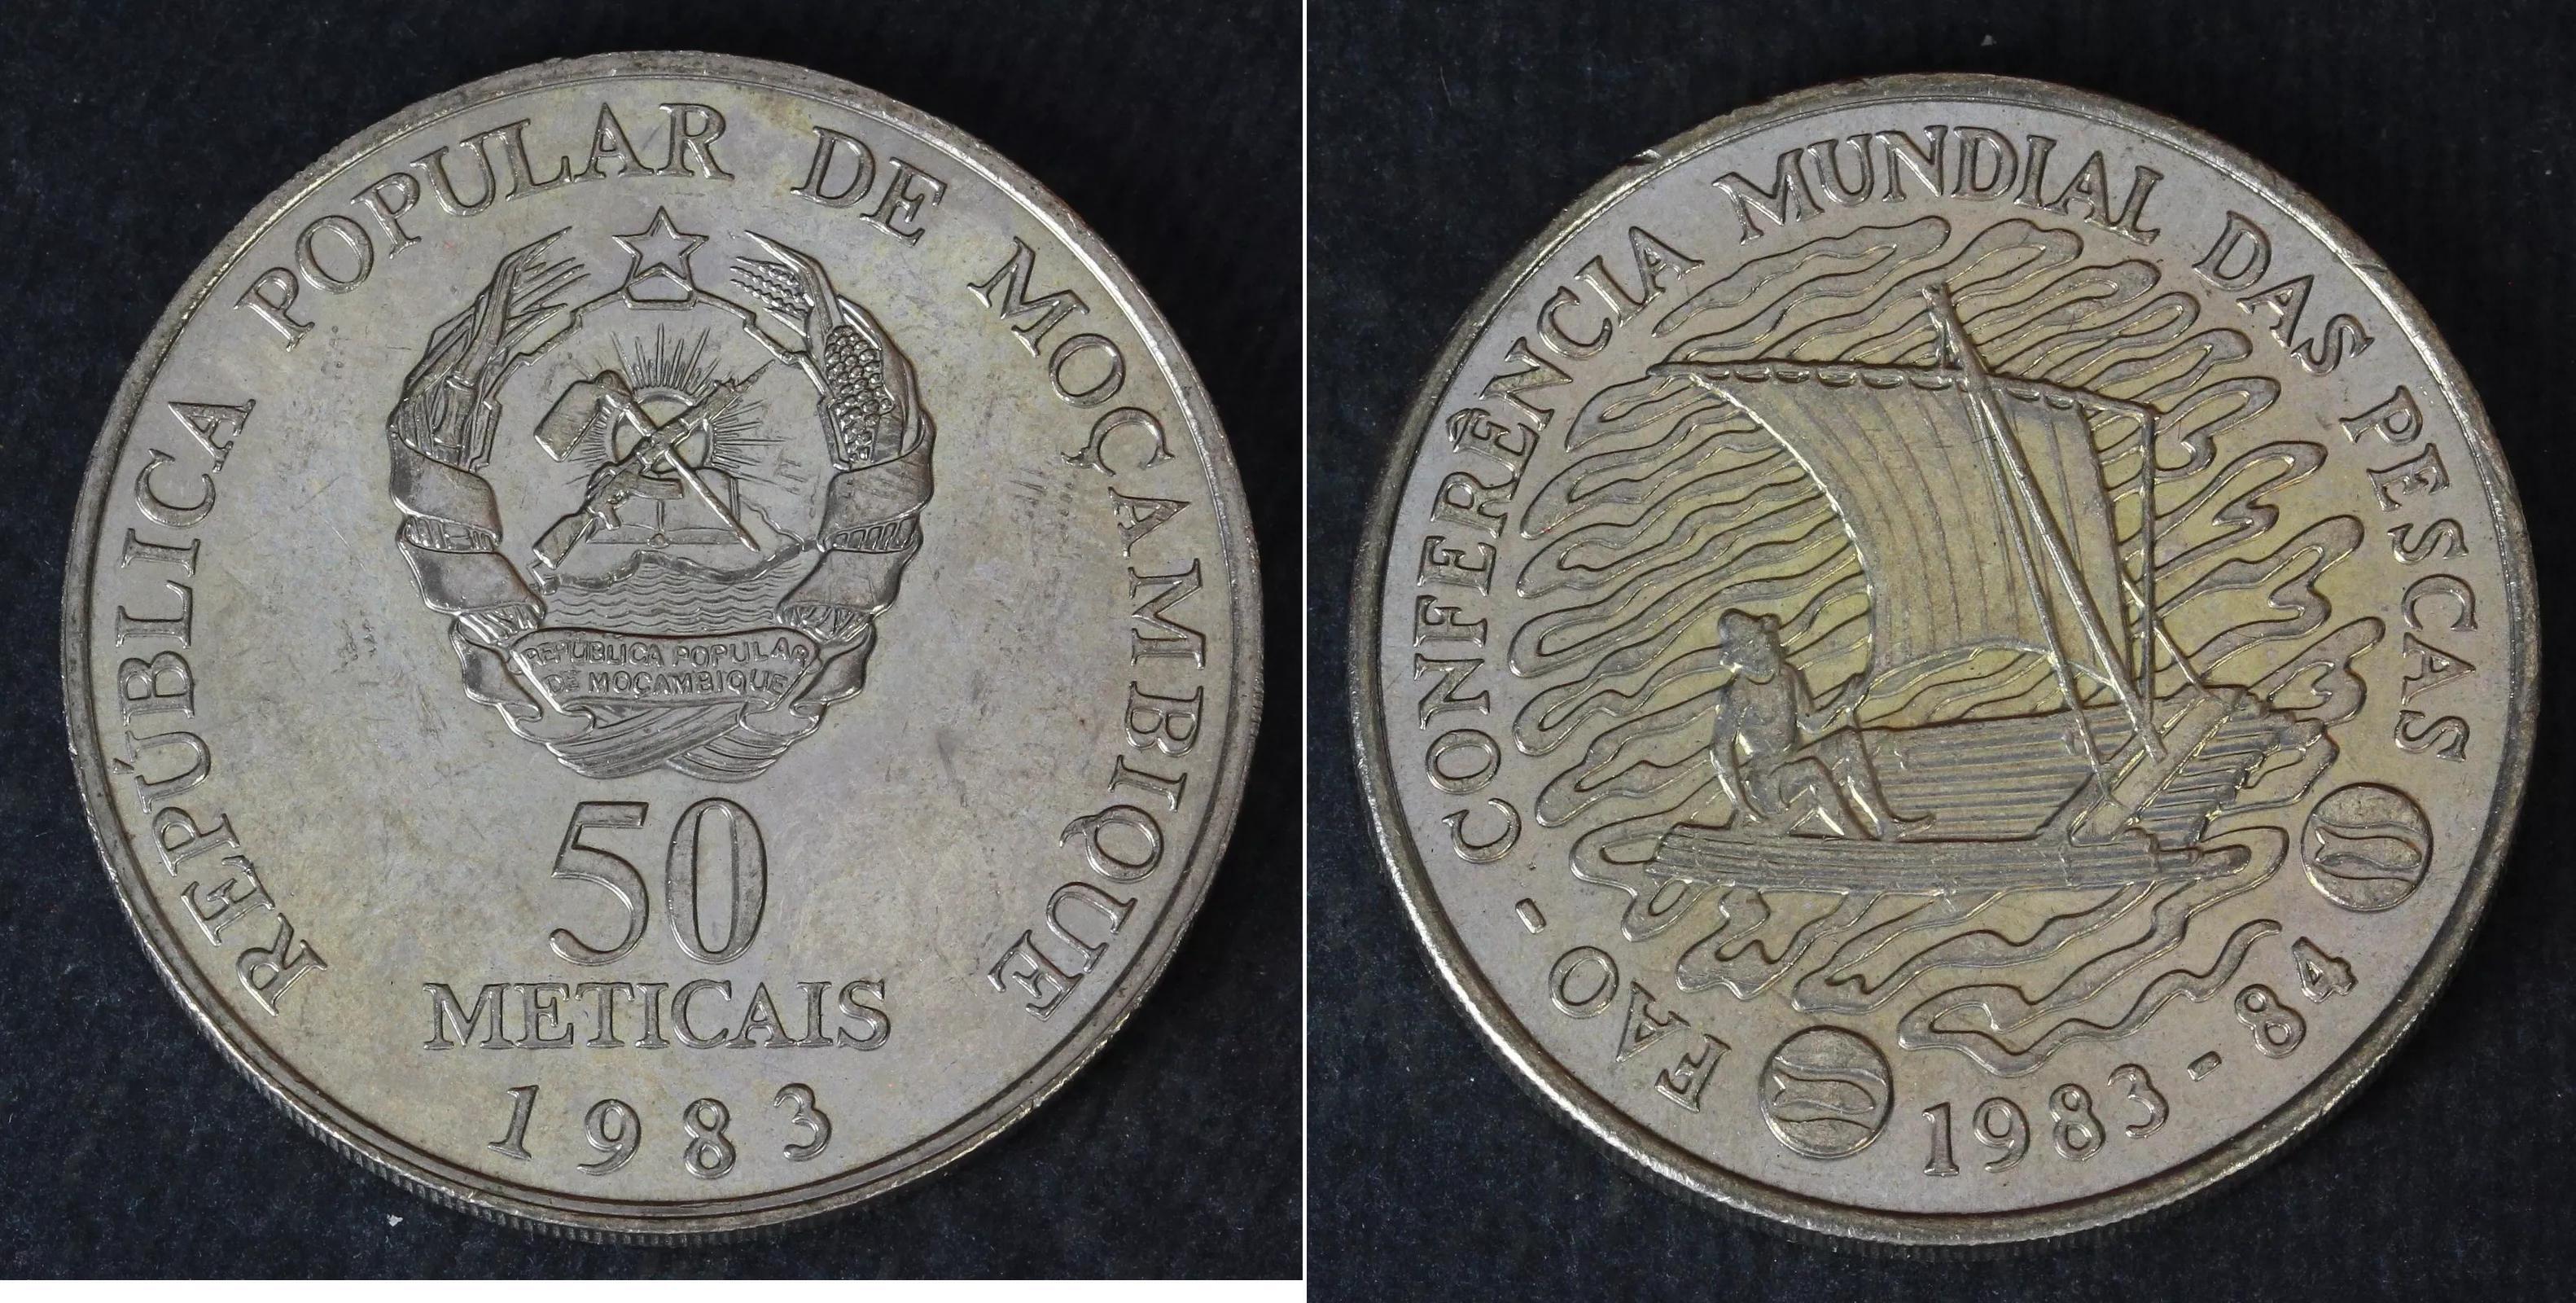 REPÚBLICA POPULAR DE MOÇAMBIQUE
REPÚBLICA POPULAR
DE MOÇAMBIQUE
50
METICAIS
1983
FAO - CONFERÊNCIA MUNDIAL DAS PESCAS
1983-84